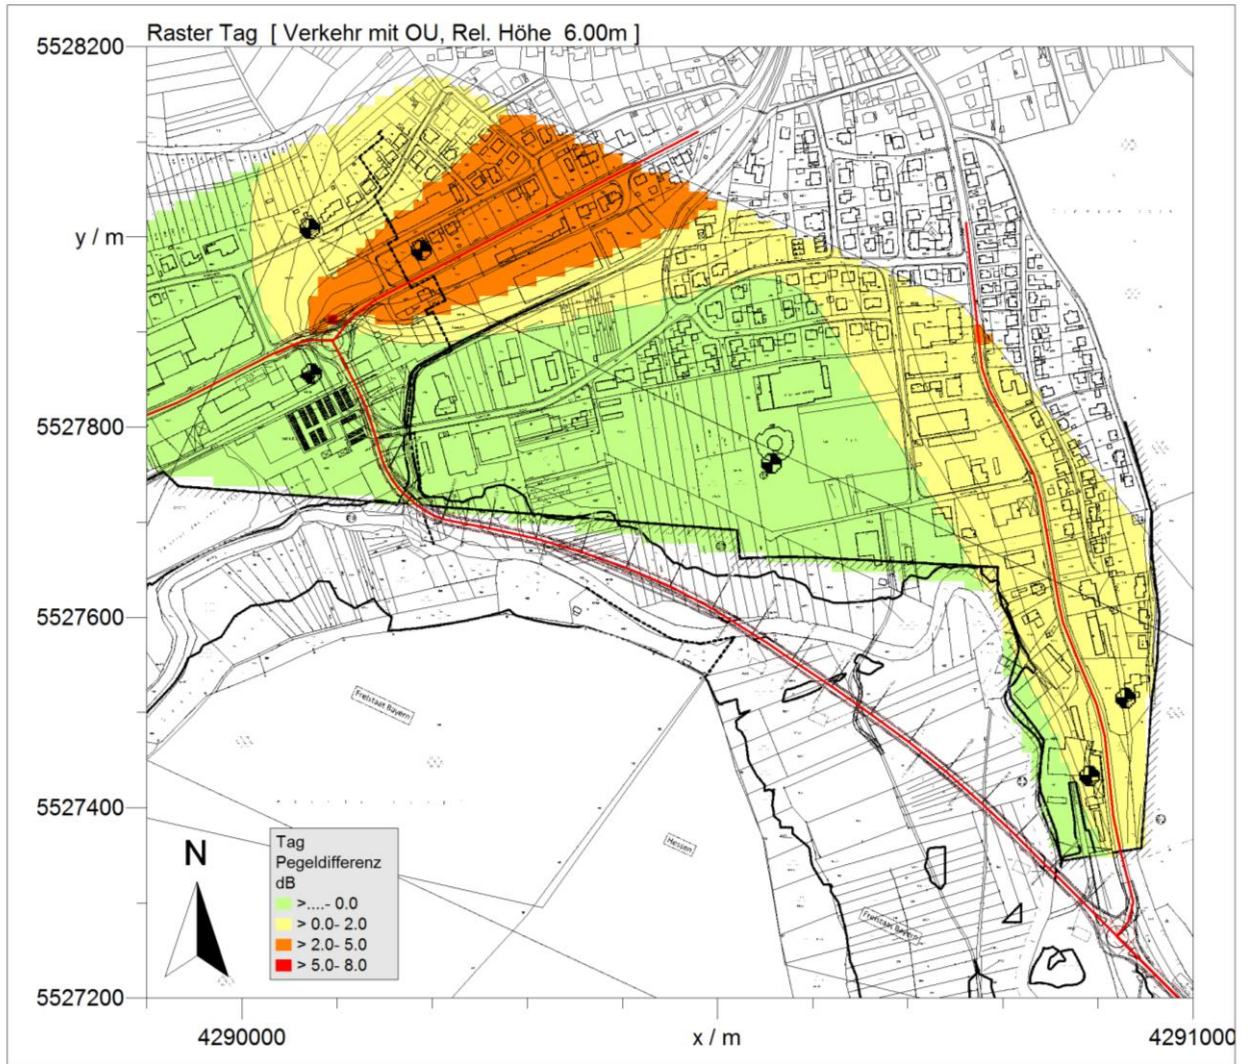 Raster Tag [ Verkehr mit OU, Rel. Höhe 6.00m ]
5528200
y / m
5527800
5527600
Freistaat Bayern
5527400
Hessen
N
Tag
Pegeldifferenz
dB
>....- 0.0
> 0.0- 2.0
> 2.0- 5.0
> 5.0- 8.0
Freistaat Bayern
5527200
4290000
x / m
4291000